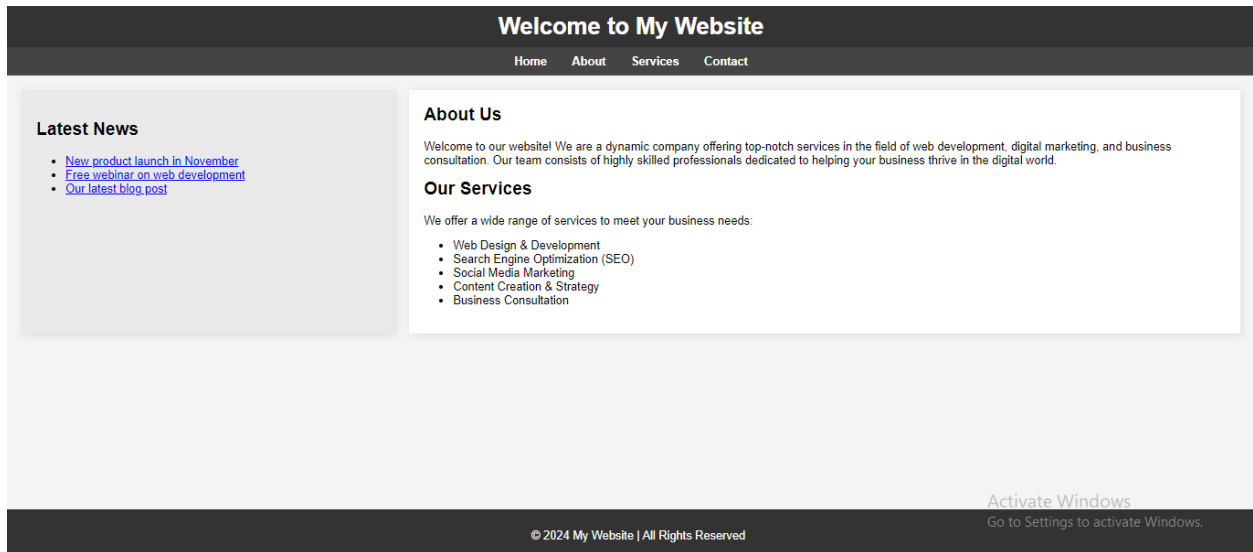 Welcome to My Website
Home About Services Contact
Latest News
New product launch in November
Free webinar on web development
Our latest blog post
About Us
Welcome to our website! We are a dynamic company offering top-notch services in the field of web development, digital marketing, and business
consultation. Our team consists of highly skilled professionals dedicated to helping your business thrive in the digital world.
Our Services
We offer a wide range of services to meet your business needs:
Web Design & Development
Search Engine Optimization (SEO)
Social Media Marketing
Content Creation & Strategy
Business Consultation
Activate Windows
Go to Settings to activate Windows.
© 2024 My Website | All Rights Reserved